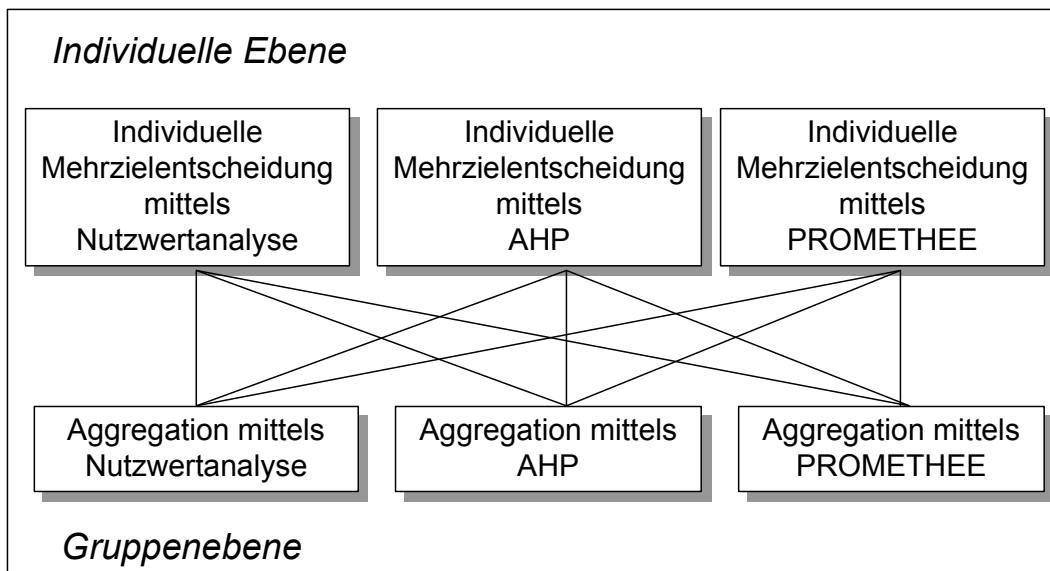 Individuelle Ebene
Individuelle
Mehrzielentscheidung
mittels
Nutzwertanalyse
Individuelle
Mehrzielentscheidung
mittels
AHP
Individuelle
Mehrzielentscheidung
mittels
PROMETHEE
Aggregation mittels
Nutzwertanalyse
Aggregation mittels
AHP
Aggregation mittels
PROMETHEE
Gruppenebene